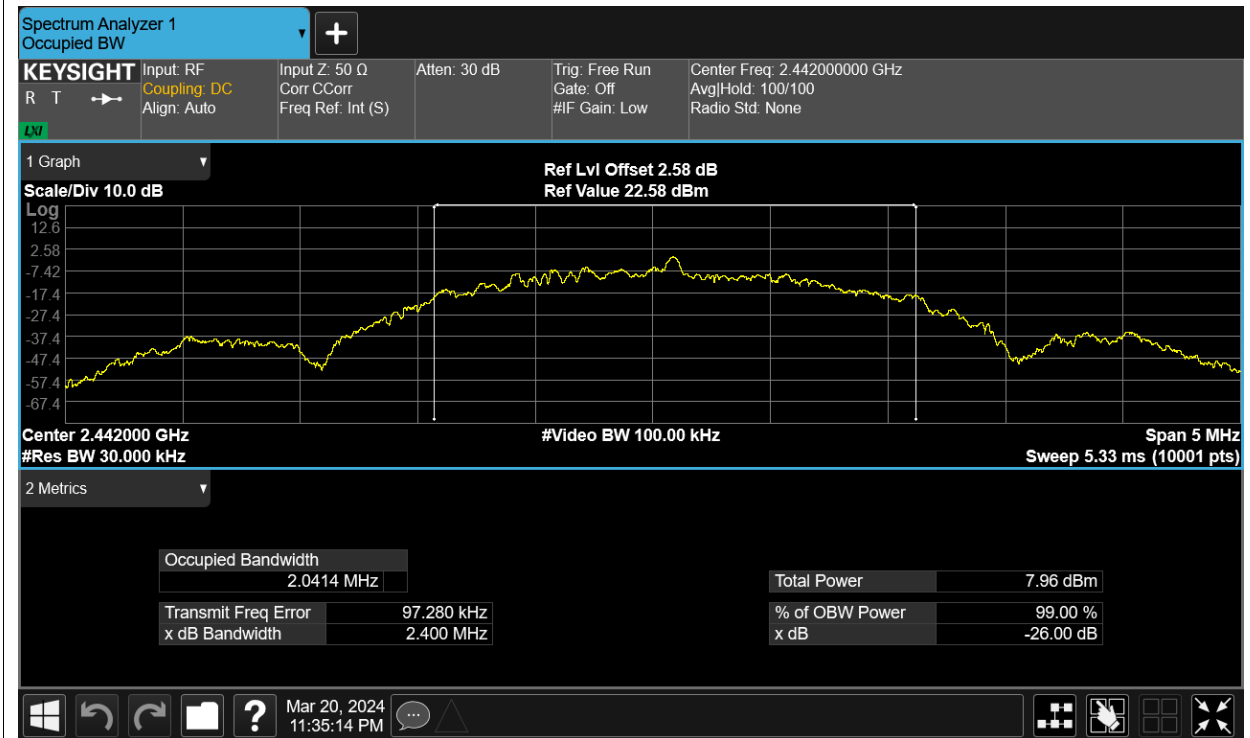 Spectrum Analyzer 1
Occupied BW
KEYSIGHT
R T
LXI
Input: RF
Coupling: DC
Align: Auto
Input Z: 50 Ω
Corr CCorr
Freq Ref: Int (S)
Atten: 30 dB
Trig: Free Run
Gate: Off
#IF Gain: Low
Center Freq: 2.442000000 GHz
Avg|Hold: 100/100
Radio Std: None
1 Graph
Scale/Div 10.0 dB
Ref Lvl Offset 2.58 dB
Ref Value 22.58 dBm
Log
12.6
2.58
-7.42
-17.4
-27.4
-37.4
-47.4
-57.4
-67.4
Center 2.442000 GHz
#Video BW 100.00 kHz
Span 5 MHz
#Res BW 30.000 kHz
Sweep 5.33 ms (10001 pts)
2 Metrics
Occupied Bandwidth
2.0414 MHz
Transmit Freq Error 97.280 kHz
x dB Bandwidth 2.400 MHz
Total Power 7.96 dBm
% of OBW Power 99.00 %
x dB -26.00 dB
?
Mar 20, 2024
11:35:14 PM